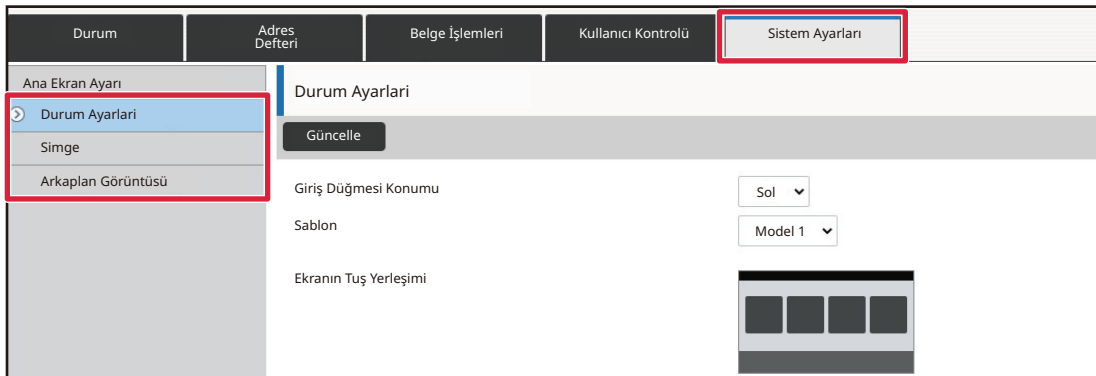 Durum
Adres
Defteri
Belge İşlemleri
Kullanıcı Kontrolü
Sistem Ayarları
Ana Ekran Ayarı
Durum Ayarlari
Simge
Arkaplan Görüntüsü
Durum Ayarlari
Güncelle
Giriş Düğmesi Konumu
Sol
Sablon
Model 1
Ekranın Tuş Yerleşimi